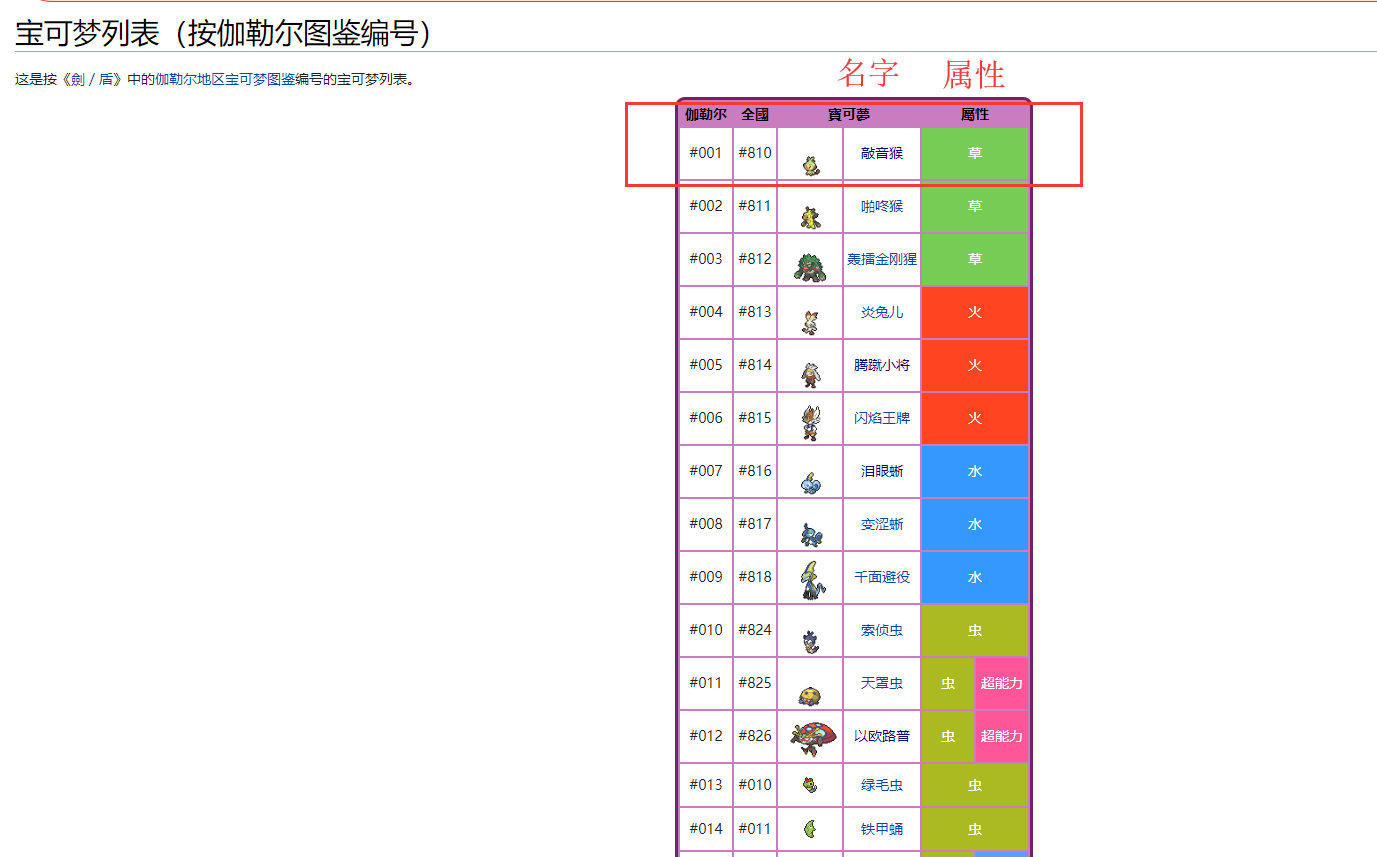 宝可梦列表（按伽勒尔图鉴编号）
这是按《劍 / 盾》中的伽勒尔地区宝可梦图鉴编号的宝可梦列表。
名字 属性
伽勒尔 全國 寶可夢 屬性
#001 #810 敲音猴 草
#002 #811 啪咚猴 草
#003 #812 轰擂金刚猩 草
#004 #813 炎兔儿 火
#005 #814 腾蹴小将 火
#006 #815 闪焰王牌 火
#007 #816 泪眼蜥 水
#008 #817 变涩蜥 水
#009 #818 千面避役 水
#010 #824 索侦虫 虫
#011 #825 天罩虫 虫 超能力
#012 #826 以欧路普 虫 超能力
#013 #010 绿毛虫 虫
#014 #011 铁甲蛹 虫